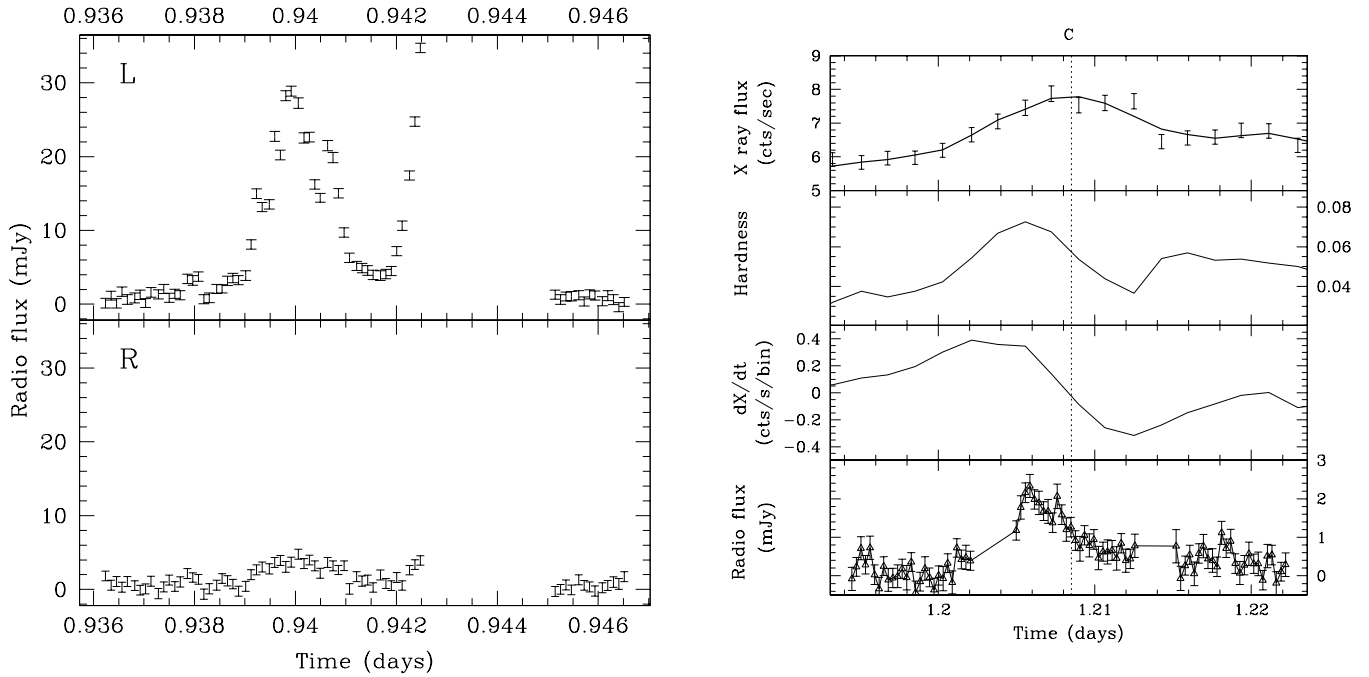 0.936 0.938 0.94 0.942 0.944 0.946
L
30
20
10
0
R
30
20
10
0
Radio flux (mJy)
0.936 0.938 0.94 0.942 0.944 0.946
Time (days)
C
9
8
7
6
5
X ray flux
(cts/sec)
0.08
0.06
0.04
Hardness
0.4
0.2
0
−0.2
−0.4
dX/dt
(cts/s/bin)
3
2
1
0
Radio flux
(mJy)
1.2 1.21 1.22
Time (days)